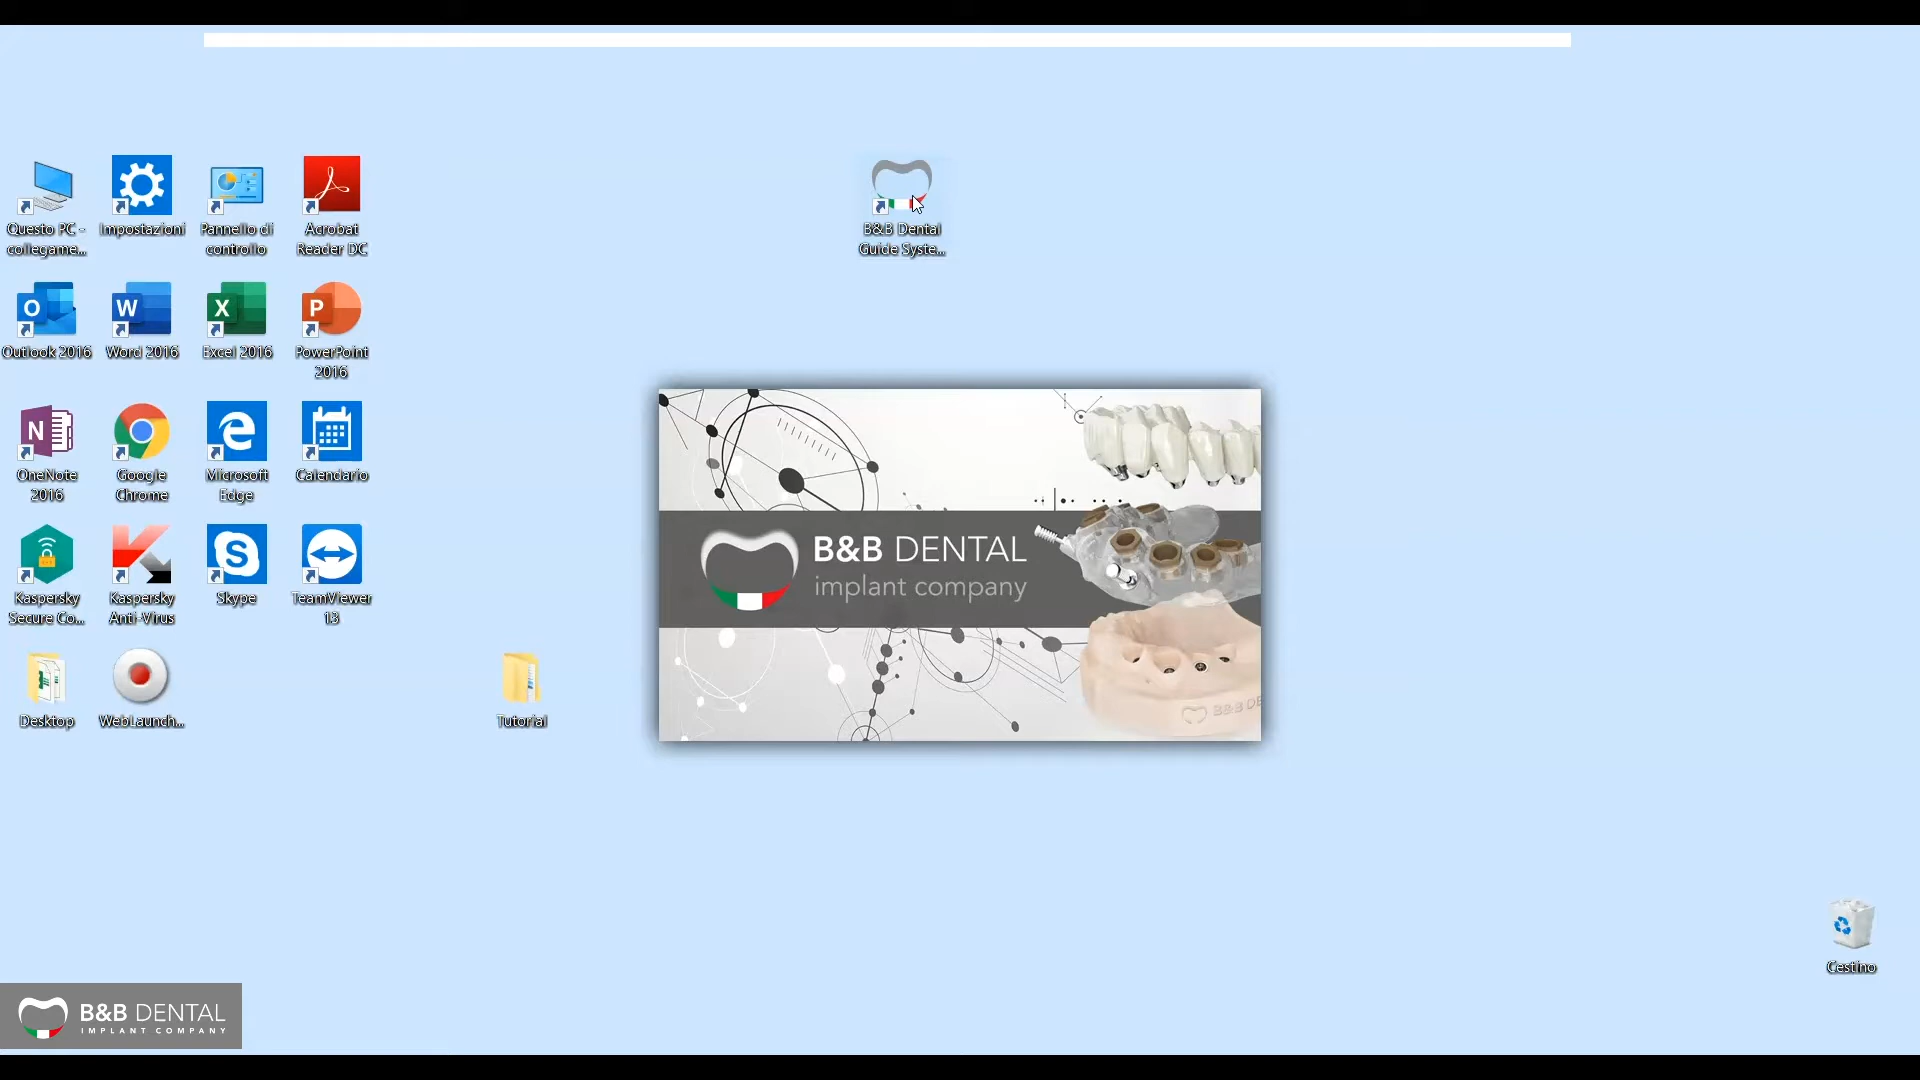 Questo PC -
collegame...
Impostazioni
Pannello di
controllo
Acrobat
Reader DC
B&B Dental
Guide Syste...
Outlook 2016
Word 2016
Excel 2016
PowerPoint
2016
OneNote
2016
Google
Chrome
Microsoft
Edge
Calendario
B&B DENTAL
implant company
Kaspersky
Secure Co...
Kaspersky
Anti-Virus
Skype
TeamViewer
13
Desktop
WebLaunch...
Tutorial
B&B DE
Cestino
B&B DENTAL
IMPLANT COMPANY